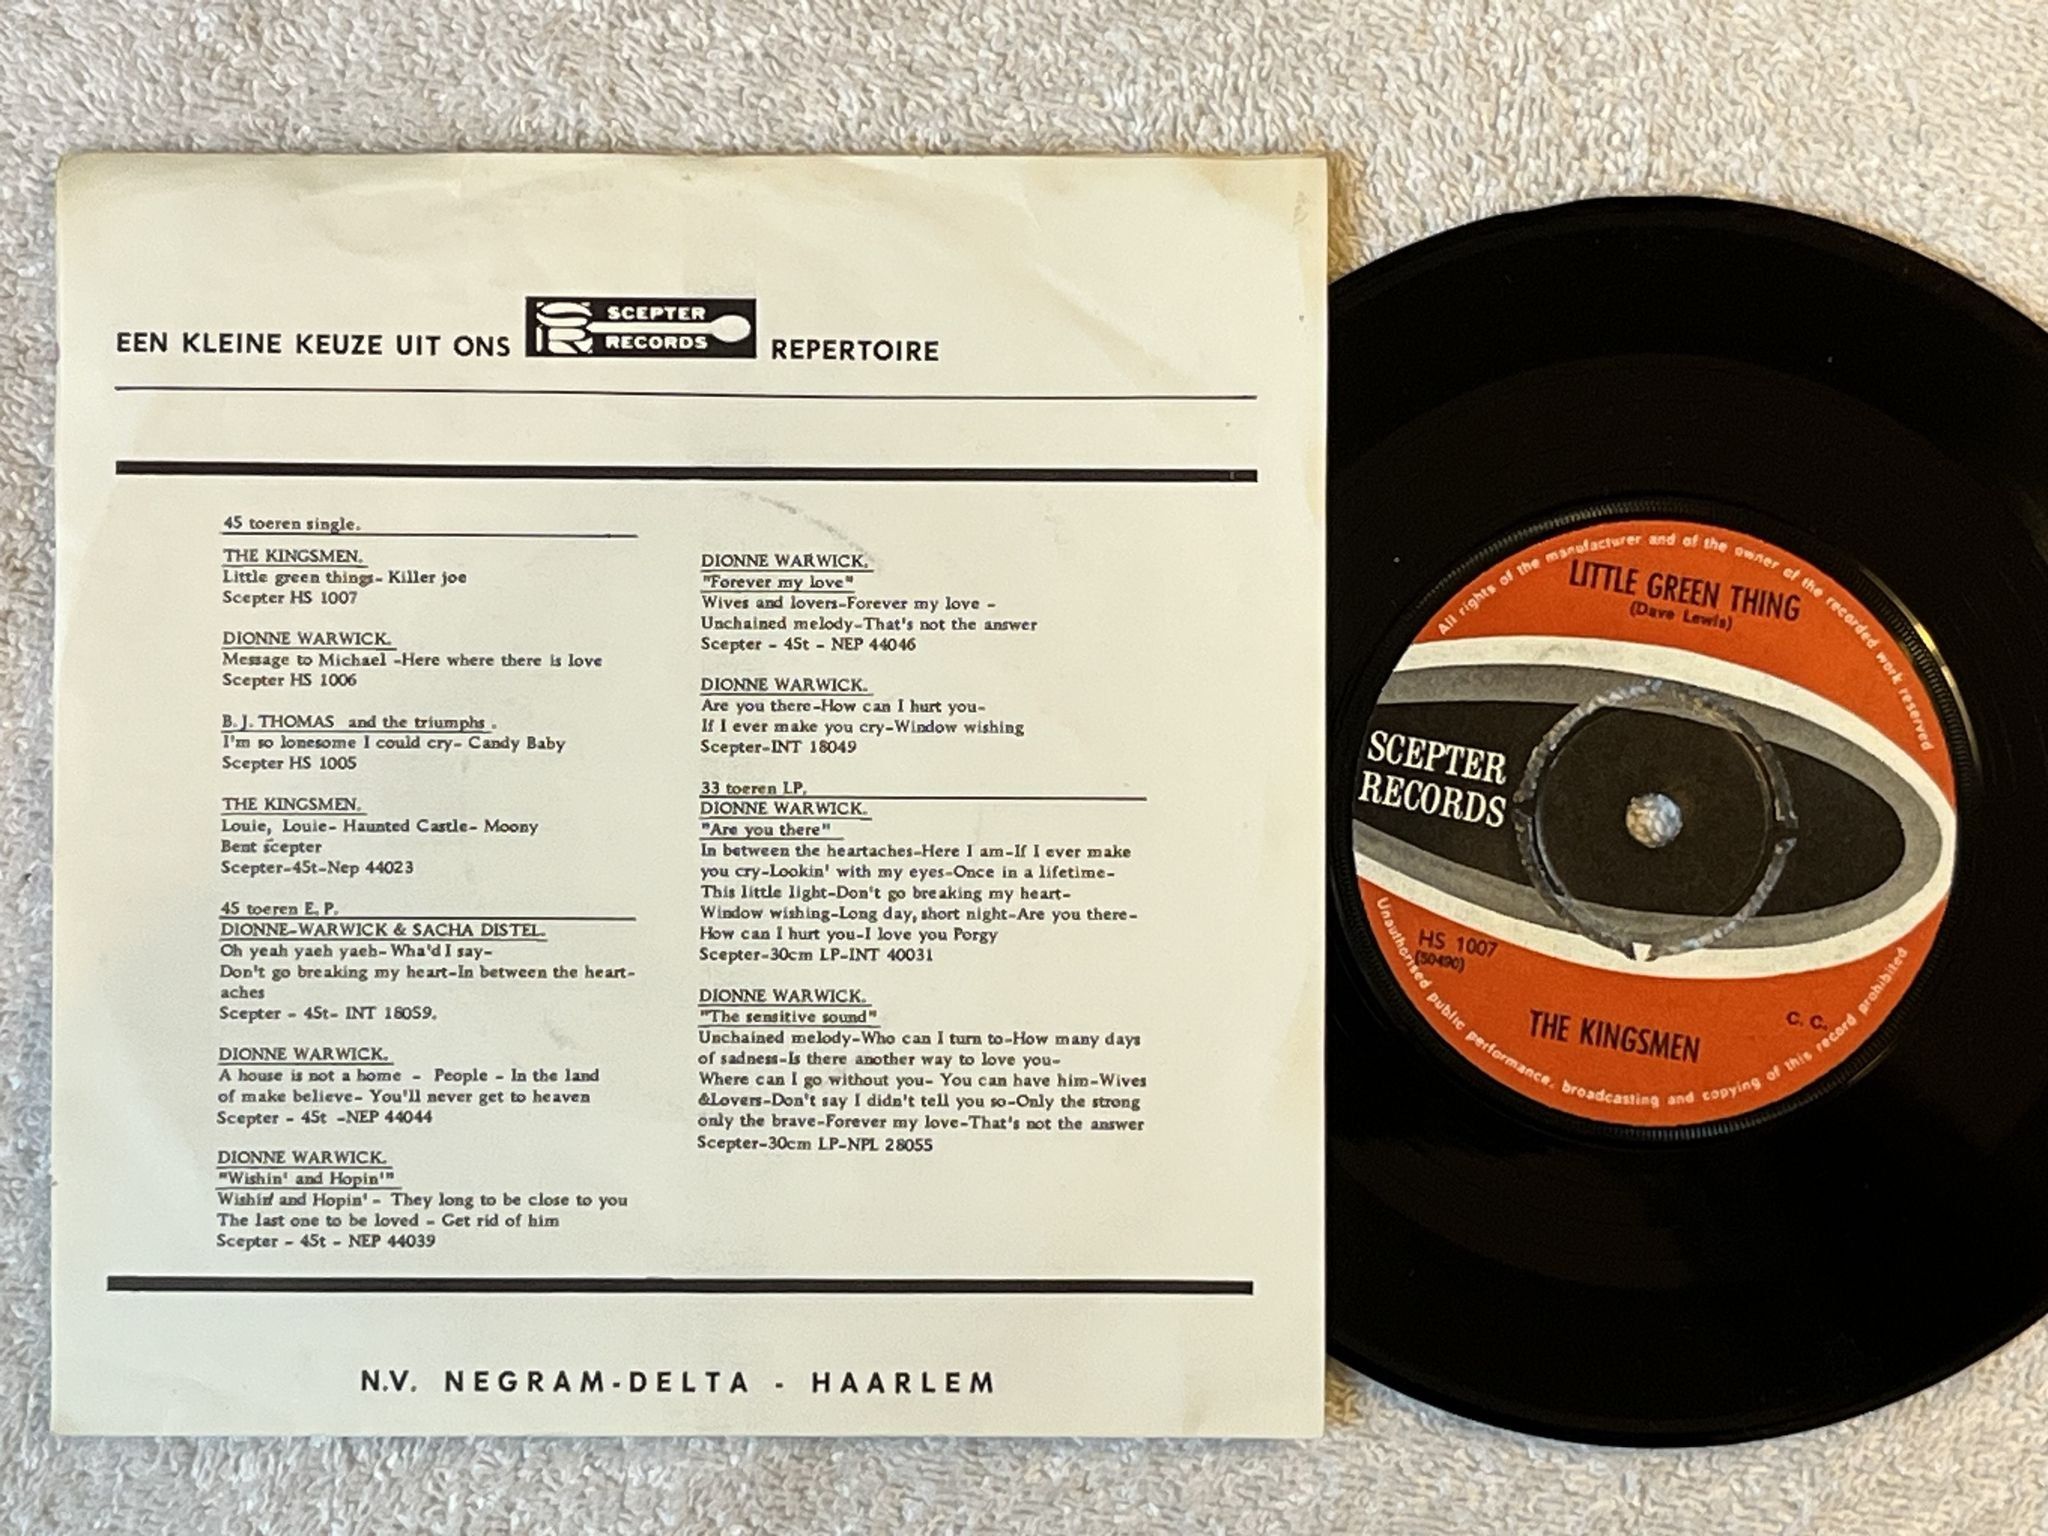 EEN KLEINE KEUZE UIT ONS SCEPTER RECORDS REPERTOIRE
45 toeren single.
THE KINGSMEN.
Little green things- Killer joe
Scepter HS 1007
DIONNE WARWICK.
Message to Michael -Here where there is love
Scepter HS 1006
B.J. THOMAS and the triumphs .
I'm so lonesome I could cry- Candy Baby
Scepter HS 1005
THE KINGSMEN.
Louie, Louie- Haunted Castle- Moony
Bent scepter
Scepter-45t-Nep 44023
45 toeren E.P.
DIONNE-WARWICK & SACHA DISTEL.
Oh yeah yaeh yaeb- Wha'd I say-
Don't go breaking my heart-In between the heart-
aches
Scepter - 45t- INT 18059.
DIONNE WARWICK.
A house is not a home - People - In the land
of make believe- You'll never get to heaven
Scepter - 45t -NEP 44044
DIONNE WARWICK.
"Wishin' and Hopin'"
Wishin' and Hopin' - They long to be close to you
The last one to be loved - Get rid of him
Scepter - 45t - NEP 44039
DIONNE WARWICK.
"Forever my love"
Wives and lovers-Forever my love -
Unchained melody-That's not the answer
Scepter - 45t - NEP 44046
DIONNE WARWICK.
Are you there-How can I hurt you-
If I ever make you cry-Window wishing
Scepter-INT 18049
33 toeren LP.
DIONNE WARWICK.
"Are you there"
In between the heartaches-Here I am-If I ever make
you cry-Lookin' with my eyes-Once in a lifetime-
This little light-Don't go breaking my heart-
Window wishing-Long day, short night-Are you there-
How can I hurt you-I love you Porgy
Scepter-30cm LP-INT 40031
DIONNE WARWICK.
"The sensitive sound"
Unchained melody-Who can I turn to-How many days
of sadness-Is there another way to love you-
Where can I go without you- You can have him-Wives
&Lovers-Don't say I didn't tell you so-Only the strong
only the brave-Forever my love-That's not the answer
Scepter-30cm LP-NPL 28055
N.V. NEGRAM-DELTA - HAARLEM
All rights of the manufacturer and of the owner of the recorded work reserved
LITTLE GREEN THING
(Dave Lewis)
SCEPTER
RECORDS
HS 1007
(50490)
C. C.
THE KINGSMEN
Unauthorised public performance, broadcasting and copying of this record prohibited